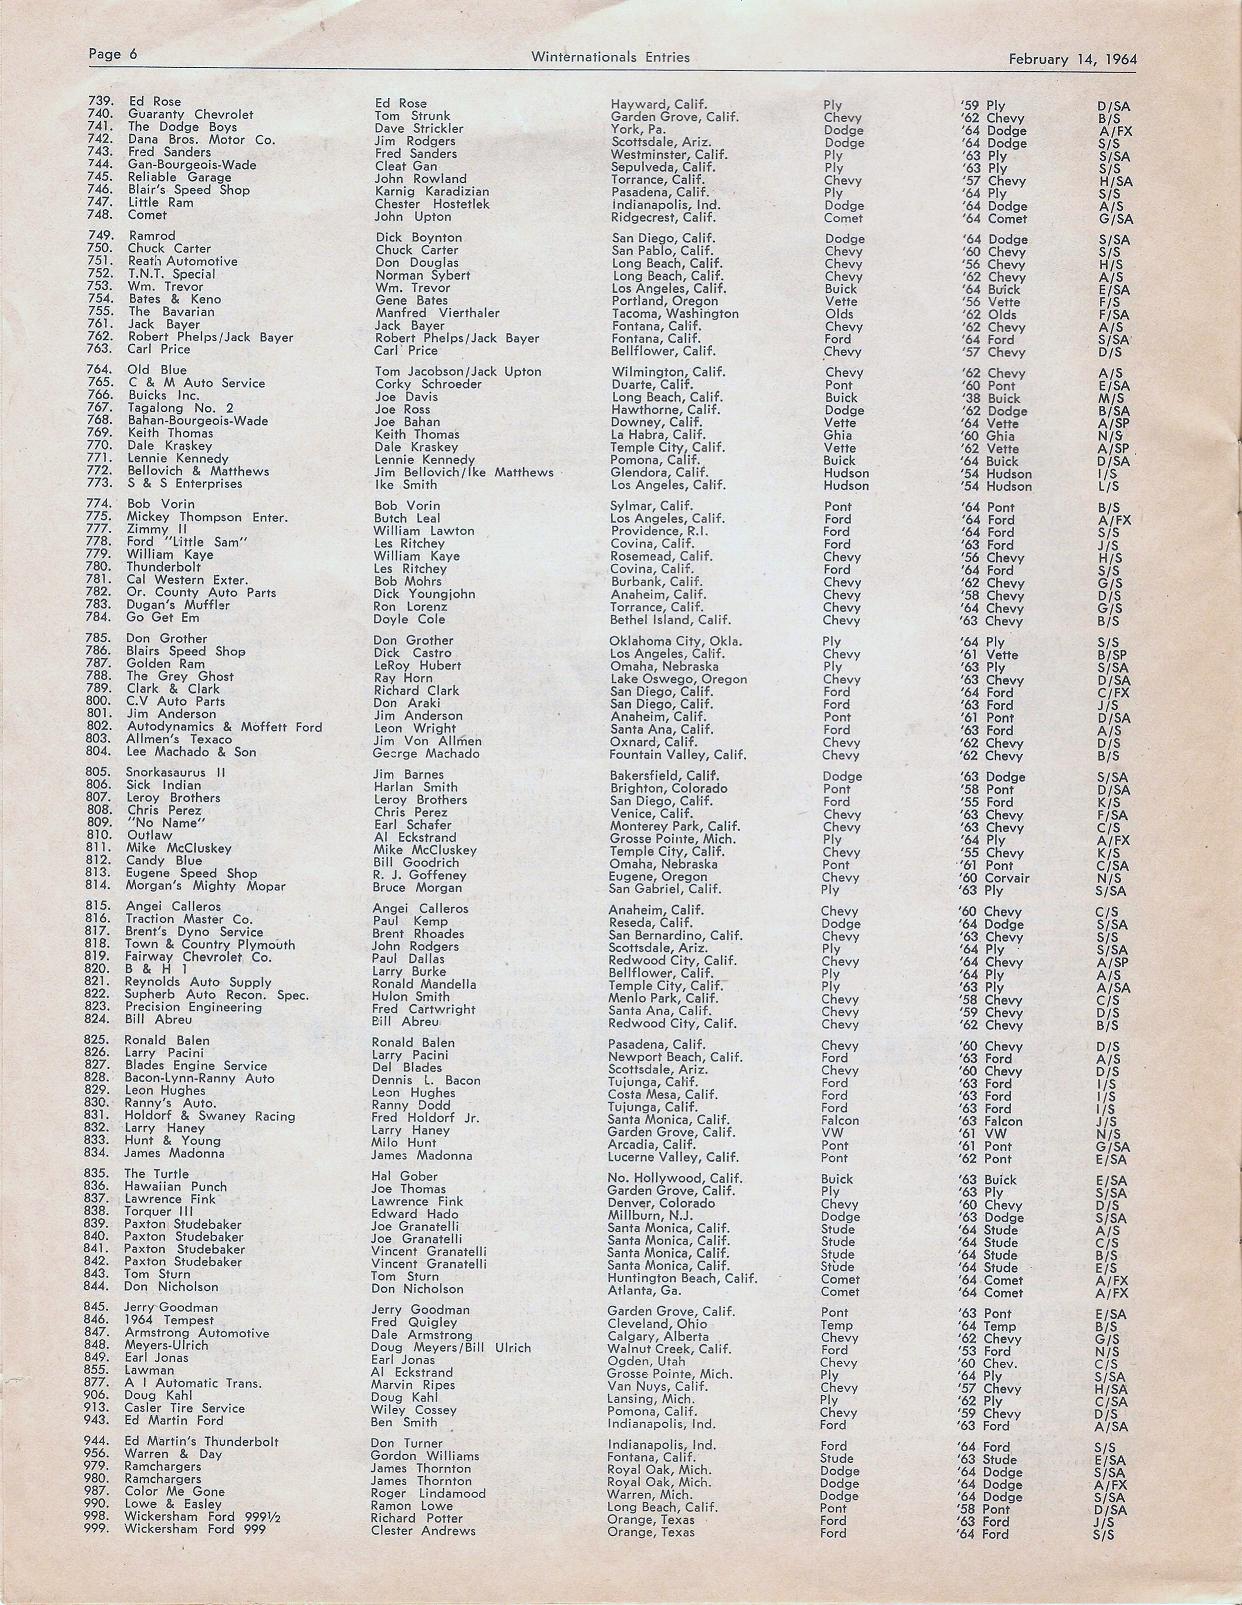 Page 6 Winternationals Entries February 14, 1964
739. Ed Rose Ed Rose Hayward, Calif. Ply '59 Ply D/SA
740. Guaranty Chevrolet Tom Strunk Garden Grove, Calif. Chevy '62 Chevy B/S
741. The Dodge Boys Dave Strickler York, Pa. Dodge '64 Dodge A/FX
742. Dana Bros. Motor Co. Jim Rodgers Scottsdale, Ariz. Dodge '64 Dodge S/S
743. Fred Sanders Fred Sanders Westminster, Calif. Ply '63 Ply S/SA
744. Gan-Bourgeois-Wade Cleat Gan Sepulveda, Calif. Ply '63 Ply S/S
745. Reliable Garage John Rowland Torrance, Calif. Chevy '57 Chevy H/SA
746. Blair's Speed Shop Karnig Karadizian Pasadena, Calif. Ply '64 Ply S/S
747. Little Ram Chester Hostetlek Indianapolis, Ind. Dodge '64 Dodge A/S
748. Comet John Upton Ridgecrest, Calif. Comet '64 Comet G/SA
749. Ramrod Dick Boynton San Diego, Calif. Dodge '64 Dodge S/SA
750. Chuck Carter Chuck Carter San Pablo, Calif. Chevy '60 Chevy S/S
751. Reath Automotive Don Douglas Long Beach, Calif. Chevy '56 Chevy H/S
752. T.N.T. Special Norman Sybert Long Beach, Calif. Chevy '62 Chevy A/S
753. Wm. Trevor Wm. Trevor Los Angeles, Calif. Buick '64 Buick E/SA
754. Bates & Keno Gene Bates Portland, Oregon Vette '56 Vette F/S
755. The Bavarian Manfred Vierthaler Tacoma, Washington Olds '62 Olds F/SA
761. Jack Bayer Jack Bayer Fontana, Calif. Chevy '62 Chevy A/S
762. Robert Phelps/Jack Bayer Robert Phelps/Jack Bayer Fontana, Calif. Ford '64 Ford S/SA
763. Carl Price Carl Price Bellflower, Calif. Chevy '57 Chevy D/S
764. Old Blue Tom Jacobson/Jack Upton Wilmington, Calif. Chevy '62 Chevy A/S
765. C & M Auto Service Corky Schroeder Duarte, Calif. Pont '60 Pont E/SA
766. Buicks Inc. Joe Davis Long Beach, Calif. Buick '38 Buick M/S
767. Tagalong No. 2 Joe Ross Hawthorne, Calif. Dodge '62 Dodge B/SA
768. Bahan-Bourgeois-Wade Joe Bahan Downey, Calif. Vette '64 Vette A/SP
769. Keith Thomas Keith Thomas La Habra, Calif. Ghia '60 Ghia N/S
770. Dale Kraskey Dale Kraskey Temple City, Calif. Vette '62 Vette A/SP
771. Lennie Kennedy Lennie Kennedy Pomona, Calif. Buick '64 Buick D/SA
772. Bellovich & Matthews Jim Bellovich/Ike Matthews Glendora, Calif. Hudson '54 Hudson I/S
773. S & S Enterprises Ike Smith Los Angeles, Calif. Hudson '54 Hudson L/S
774. Bob Vorin Bob Vorin Sylmar, Calif. Pont '64 Pont B/S
775. Mickey Thompson Enter. Butch Leal Los Angeles, Calif. Ford '64 Ford A/FX
777. Zimmy II William Lawton Providence, R.I. Ford '64 Ford S/S
778. Ford "Little Sam" Les Ritchey Covina, Calif. Ford '63 Ford J/S
779. William Kaye William Kaye Rosemead, Calif. Chevy '56 Chevy H/S
780. Thunderbolt Les Ritchey Covina, Calif. Ford '64 Ford S/S
781. Cal Western Exter. Bob Mohrs Burbank, Calif. Chevy '62 Chevy G/S
782. Or. County Auto Parts Dick Youngjohn Anaheim, Calif. Chevy '58 Chevy D/S
783. Dugan's Muffler Ron Lorenz Torrance, Calif. Chevy '64 Chevy G/S
784. Go Get Em Doyle Cole Bethel Island, Calif. Chevy '63 Chevy B/S
785. Don Grother Don Grother Oklahoma City, Okla. Ply '64 Ply S/S
786. Blairs Speed Shop Dick Castro Los Angeles, Calif. Chevy '61 Vette B/SP
787. Golden Ram LeRoy Hubert Omaha, Nebraska Ply '63 Ply S/SA
788. The Grey Ghost Ray Horn Lake Oswego, Oregon Chevy '63 Chevy D/SA
789. Clark & Clark Richard Clark San Diego, Calif. Ford '64 Ford C/FX
800. C.V Auto Parts Don Araki San Diego, Calif. Ford '63 Ford J/S
801. Jim Anderson Jim Anderson Anaheim, Calif. Pont '61 Pont D/SA
802. Autodynamics & Moffett Ford Leon Wright Santa Ana, Calif. Ford '63 Ford A/S
803. Allmen's Texaco Jim Von Allmen Oxnard, Calif. Chevy '62 Chevy D/S
804. Lee Machado & Son George Machado Fountain Valley, Calif. Chevy '62 Chevy B/S
805. Snorkasaurus II Jim Barnes Bakersfield, Calif. Dodge '63 Dodge S/SA
806. Sick Indian Harlan Smith Brighton, Colorado Pont '58 Pont D/SA
807. Leroy Brothers Leroy Brothers San Diego, Calif. Ford '55 Ford K/S
808. Chris Perez Chris Perez Venice, Calif. Chevy '63 Chevy F/SA
809. "No Name" Earl Schafer Monterey Park, Calif. Chevy '63 Chevy C/S
810. Outlaw Al Eckstrand Grosse Pointe, Mich. Ply '64 Ply A/FX
811. Mike McCluskey Mike McCluskey Temple City, Calif. Chevy '55 Chevy K/S
812. Candy Blue Bill Goodrich Omaha, Nebraska Pont '61 Pont C/SA
813. Eugene Speed Shop R. J. Goffeney Eugene, Oregon Chevy '60 Corvair N/S
814. Morgan's Mighty Mopar Bruce Morgan San Gabriel, Calif. Ply '63 Ply S/SA
815. Angei Calleros Angei Calleros Anaheim, Calif. Chevy '60 Chevy C/S
816. Traction Master Co. Paul Kemp Reseda, Calif. Dodge '64 Dodge S/SA
817. Brent's Dyno Service Brent Rhoades San Bernardino, Calif. Chevy '63 Chevy S/S
818. Town & Country Plymouth John Rodgers Scottsdale, Ariz. Ply '64 Ply S/SA
819. Fairway Chevrolet Co. Paul Dallas Redwood City, Calif. Chevy '64 Chevy A/SP
820. B & H 1 Larry Burke Bellflower, Calif. Ply '64 Ply A/S
821. Reynolds Auto Supply Ronald Mandella Temple City, Calif. Ply '63 Ply A/SA
822. Supherb Auto Recon. Spec. Hulon Smith Menlo Park, Calif. Chevy '58 Chevy C/S
823. Precision Engineering Fred Cartwright Santa Ana, Calif. Chevy '59 Chevy D/S
824. Bill Abreu Bill Abreu Redwood City, Calif. Chevy '62 Chevy B/S
825. Ronald Balen Ronald Balen Pasadena, Calif. Chevy '60 Chevy D/S
826. Larry Pacini Larry Pacini Newport Beach, Calif. Ford '63 Ford A/S
827. Blades Engine Service Del Blades Scottsdale, Ariz. Chevy '60 Chevy D/S
828. Bacon-Lynn-Ranny Auto Dennis L. Bacon Tujunga, Calif. Ford '63 Ford I/S
829. Leon Hughes Leon Hughes Costa Mesa, Calif. Ford '63 Ford I/S
830. Ranny's Auto. Ranny Dodd Tujunga, Calif. Ford '63 Ford I/S
831. Holdorf & Swaney Racing Fred Holdorf Jr. Santa Monica, Calif. Falcon '63 Falcon J/S
832. Larry Haney Larry Haney Garden Grove, Calif. VW '61 VW N/S
833. Hunt & Young Milo Hunt Arcadia, Calif. Pont '61 Pont G/SA
834. James Madonna James Madonna Lucerne Valley, Calif. Pont '62 Pont E/SA
835. The Turtle Hal Gober No. Hollywood, Calif. Buick '63 Buick E/SA
836. Hawaiian Punch Joe Thomas Garden Grove, Calif. Ply '63 Ply S/SA
837. Lawrence Fink Lawrence Fink Denver, Colorado Chevy '60 Chevy D/S
838. Torquer III Edward Hado Millburn, N.J. Dodge '63 Dodge S/SA
839. Paxton Studebaker Joe Granatelli Santa Monica, Calif. Stude '64 Stude A/S
840. Paxton Studebaker Joe Granatelli Santa Monica, Calif. Stude '64 Stude C/S
841. Paxton Studebaker Vincent Granatelli Santa Monica, Calif. Stude '64 Stude B/S
842. Paxton Studebaker Vincent Granatelli Santa Monica, Calif. Stude '64 Stude E/S
843. Tom Sturn Tom Sturn Huntington Beach, Calif. Comet '64 Comet A/FX
844. Don Nicholson Don Nicholson Atlanta, Ga. Comet '64 Comet A/FX
845. Jerry Goodman Jerry Goodman Garden Grove, Calif. Pont '63 Pont E/SA
846. 1964 Tempest Fred Quigley Cleveland, Ohio Temp '64 Temp B/S
847. Armstrong Automotive Dale Armstrong Calgary, Alberta Chevy '62 Chevy G/S
848. Meyers-Ulrich Doug Meyers/Bill Ulrich Walnut Creek, Calif. Ford '53 Ford N/S
849. Earl Jonas Earl Jonas Ogden, Utah Chevy '60 Chev. C/S
855. Lawman Al Eckstrand Grosse Pointe, Mich. Ply '64 Ply S/SA
877. A I Automatic Trans. Marvin Ripes Van Nuys, Calif. Chevy '57 Chevy H/SA
906. Doug Kahl Doug Kahl Lansing, Mich. Ply '62 Ply C/SA
913. Casler Tire Service Wiley Cossey Pomona, Calif. Chevy '59 Chevy D/S
943. Ed Martin Ford Ben Smith Indianapolis, Ind. Ford '63 Ford A/SA
944. Ed Martin's Thunderbolt Don Turner Indianapolis, Ind. Ford '64 Ford S/S
956. Warren & Day Gordon Williams Fontana, Calif. Stude '63 Stude E/SA
979. Ramchargers James Thornton Royal Oak, Mich. Dodge '64 Dodge S/SA
980. Ramchargers James Thornton Royal Oak, Mich. Dodge '64 Dodge A/FX
987. Color Me Gone Roger Lindamood Warren, Mich. Dodge '64 Dodge S/SA
990. Lowe & Easley Ramon Lowe Long Beach, Calif. Pont '58 Pont D/SA
998. Wickersham Ford 999½ Richard Potter Orange, Texas Ford '63 Ford J/S
999. Wickersham Ford 999 Clester Andrews Orange, Texas Ford '64 Ford S/S